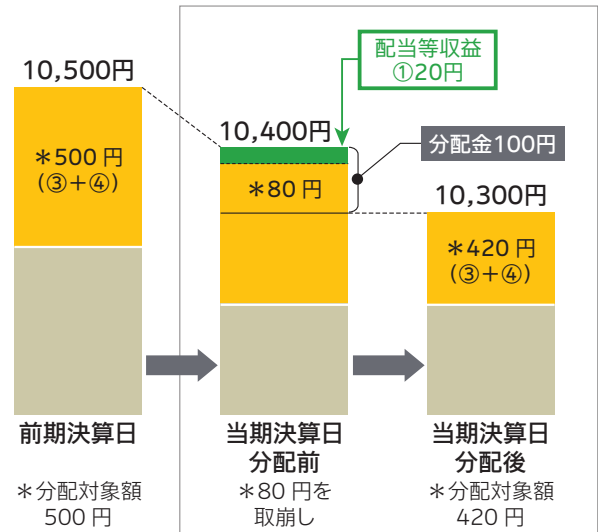 配当等収益
①20円
10,500円
10,400円
分配金100円
＊500 円
(③＋④)
＊80 円
10,300円
＊420 円
(③＋④)
前期決算日
当期決算日
分配前
当期決算日
分配後
＊分配対象額
500 円
＊80 円を
取崩し
＊分配対象額
420 円